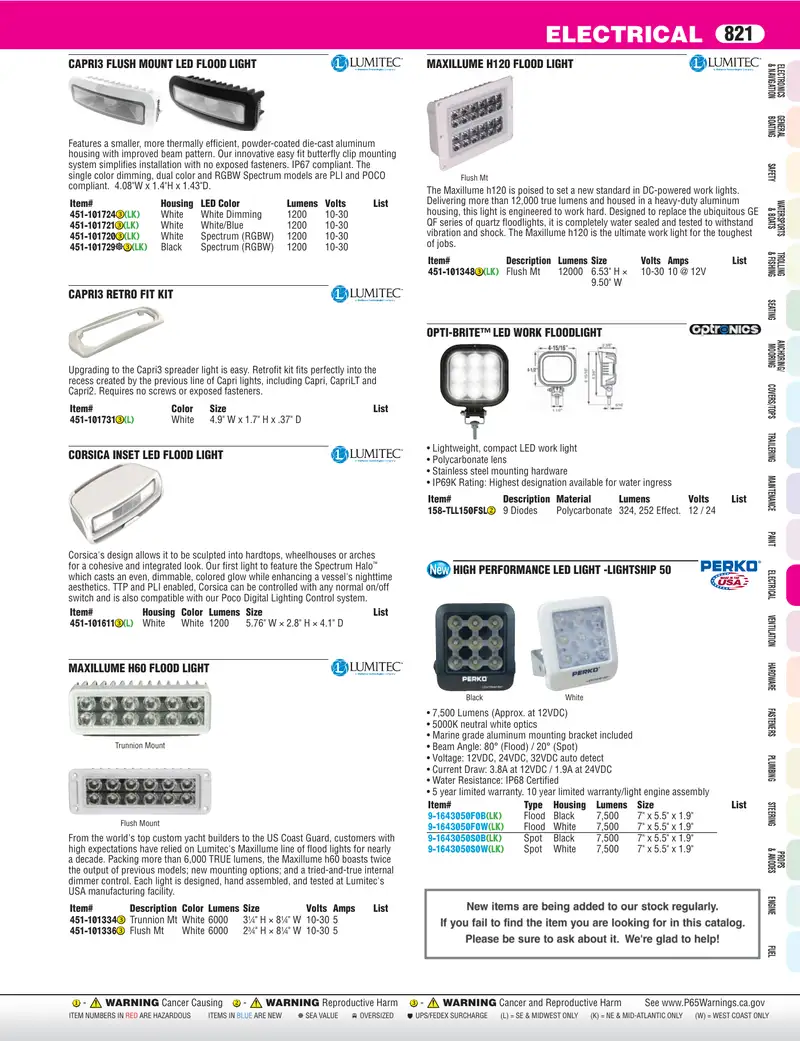 ELECTRICAL 821
CAPRI3 FLUSH MOUNT LED FLOOD LIGHT
LUMITEC
Features a smaller, more thermally efficient, powder-coated die-cast aluminum
housing with improved beam pattern. Our innovative easy fit butterfly clip mounting
system simplifies installation with no exposed fasteners. IP67 compliant. The
single color dimming, dual color and RGBW Spectrum models are PLI and POCO
compliant. 4.08"W x 1.4"H x 1.43"D.
Item# Housing LED Color Lumens Volts List
451-101724 3 (LK) White White Dimming 1200 10-30
451-101721 3 (LK) White White/Blue 1200 10-30
451-101720 3 (LK) White Spectrum (RGBW) 1200 10-30
451-101729 3 (LK) Black Spectrum (RGBW) 1200 10-30
CAPRI3 RETRO FIT KIT
LUMITEC
Upgrading to the Capri3 spreader light is easy. Retrofit kit fits perfectly into the
recess created by the previous line of Capri lights, including Capri, CapriLT and
Capri2. Requires no screws or exposed fasteners.
Item# Color Size List
451-101731 3 (L) White 4.9" W x 1.7" H x .37" D
CORSICA INSET LED FLOOD LIGHT
LUMITEC
Corsica's design allows it to be sculpted into hardtops, wheelhouses or arches
for a cohesive and integrated look. Our first light to feature the Spectrum Halo™
which casts an even, dimmable, colored glow while enhancing a vessel's nighttime
aesthetics. TTP and PLI enabled, Corsica can be controlled with any normal on/off
switch and is also compatible with our Poco Digital Lighting Control system.
Item# Housing Color Lumens Size List
451-101611 3 (L) White White 1200 5.76" W × 2.8" H × 4.1" D
MAXILLUME H60 FLOOD LIGHT
LUMITEC
Trunnion Mount
Flush Mount
From the world's top custom yacht builders to the US Coast Guard, customers with
high expectations have relied on Lumitec's Maxillume line of flood lights for nearly
a decade. Packing more than 6,000 TRUE lumens, the Maxillume h60 boasts twice
the output of previous models; new mounting options; and a tried-and-true internal
dimmer control. Each light is designed, hand assembled, and tested at Lumitec's
USA manufacturing facility.
Item# Description Color Lumens Size Volts Amps List
451-101334 3 Trunnion Mt White 6000 3¼" H × 8¼" W 10-30 5
451-101336 3 Flush Mt White 6000 2¾" H × 8¼" W 10-30 5
MAXILLUME H120 FLOOD LIGHT
LUMITEC
Flush Mt
The Maxillume h120 is poised to set a new standard in DC-powered work lights.
Delivering more than 12,000 true lumens and housed in a heavy-duty aluminum
housing, this light is engineered to work hard. Designed to replace the ubiquitous GE
QF series of quartz floodlights, it is completely water sealed and tested to withstand
vibration and shock. The Maxillume h120 is the ultimate work light for the toughest
of jobs.
Item# Description Lumens Size Volts Amps List
451-101348 3 (LK) Flush Mt 12000 6.53" H × 10-30 10 @ 12V
9.50" W
OPTI-BRITE™ LED WORK FLOODLIGHT
OPTRONICS
4-15/16"
• Lightweight, compact LED work light
• Polycarbonate lens
• Stainless steel mounting hardware
• IP69K Rating: Highest designation available for water ingress
Item# Description Material Lumens Volts List
158-TLL150FSL 2 9 Diodes Polycarbonate 324, 252 Effect. 12 / 24
New HIGH PERFORMANCE LED LIGHT -LIGHTSHIP 50
PERKO
MADE IN THE USA
PERKO
PERKO
Black White
• 7,500 Lumens (Approx. at 12VDC)
• 5000K neutral white optics
• Marine grade aluminum mounting bracket included
• Beam Angle: 80° (Flood) / 20° (Spot)
• Voltage: 12VDC, 24VDC, 32VDC auto detect
• Current Draw: 3.8A at 12VDC / 1.9A at 24VDC
• Water Resistance: IP68 Certified
• 5 year limited warranty. 10 year limited warranty/light engine assembly
Item# Type Housing Lumens Size List
9-1643050F0B(LK) Flood Black 7,500 7" x 5.5" x 1.9"
9-1643050F0W(LK) Flood White 7,500 7" x 5.5" x 1.9"
9-1643050S0B(LK) Spot Black 7,500 7" x 5.5" x 1.9"
9-1643050S0W(LK) Spot White 7,500 7" x 5.5" x 1.9"
New items are being added to our stock regularly.
If you fail to find the item you are looking for in this catalog.
Please be sure to ask about it. We're glad to help!
ELECTRONICS
& NAVIGATION
GENERAL
BOATING
SAFETY
WATERSPORTS
& BOATS
TROLLING
& FISHING
SEATING
ANCHORING/
MOORING
COVERS/TOPS
TRAILERING
MAINTENANCE
PAINT
ELECTRICAL
VENTILATION
HARDWARE
FASTENERS
PLUMBING
STEERING
PROPS
& ANODES
ENGINE
FUEL
1 - WARNING Cancer Causing 2 - WARNING Reproductive Harm 3 - WARNING Cancer and Reproductive Harm See www.P65Warnings.ca.gov
ITEM NUMBERS IN RED ARE HAZARDOUS ITEMS IN BLUE ARE NEW SEA VALUE OVERSIZED UPS/FEDEX SURCHARGE (L) = SE & MIDWEST ONLY (K) = NE & MID-ATLANTIC ONLY (W) = WEST COAST ONLY